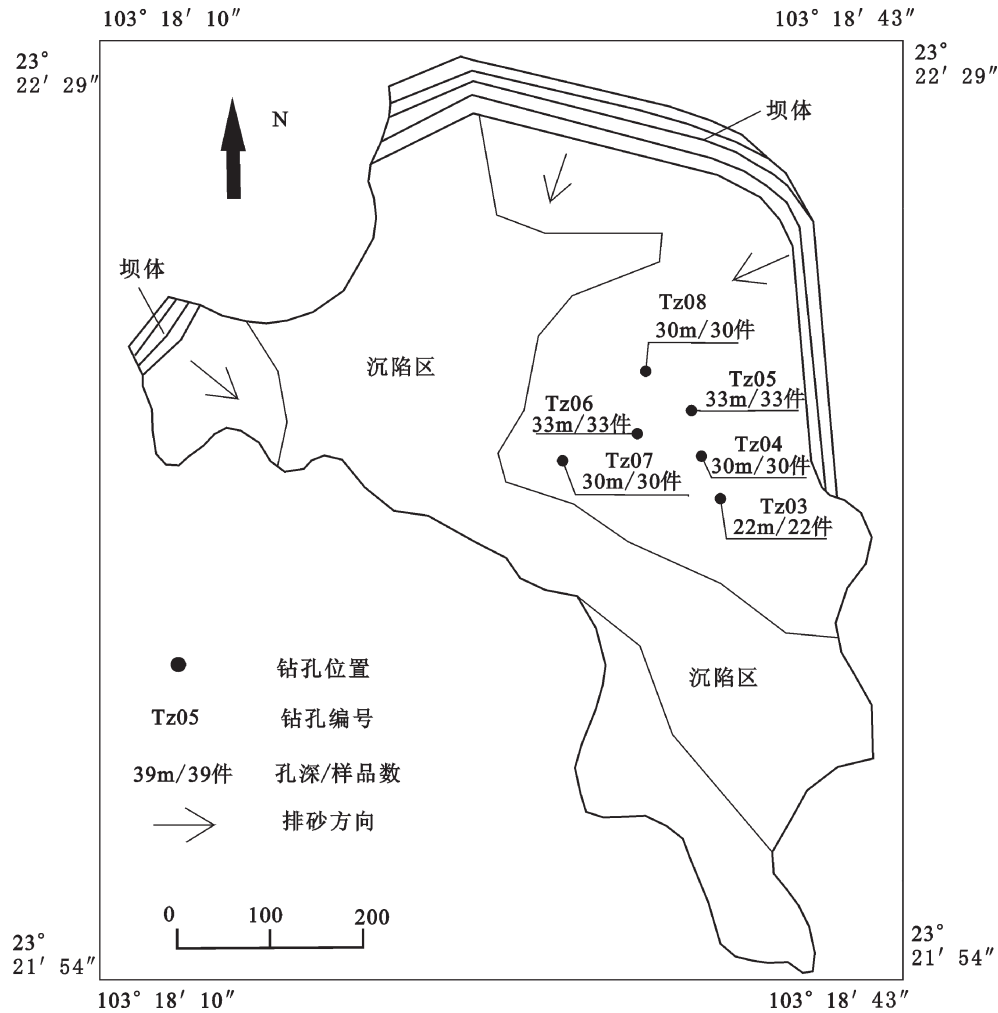 103° 18′ 10″
103° 18′ 43″
23°
22′ 29″
23°
22′ 29″
N
坝体
坝体
沉陷区
Tz08
30m/30件
Tz05
33m/33件
Tz06
33m/33件
Tz04
30m/30件
Tz07
30m/30件
Tz03
22m/22件
沉陷区
钻孔位置
Tz05
钻孔编号
39m/39件
孔深/样品数
排砂方向
0
100
200
23°
21′ 54″
23°
21′ 54″
103° 18′ 10″
103° 18′ 43″